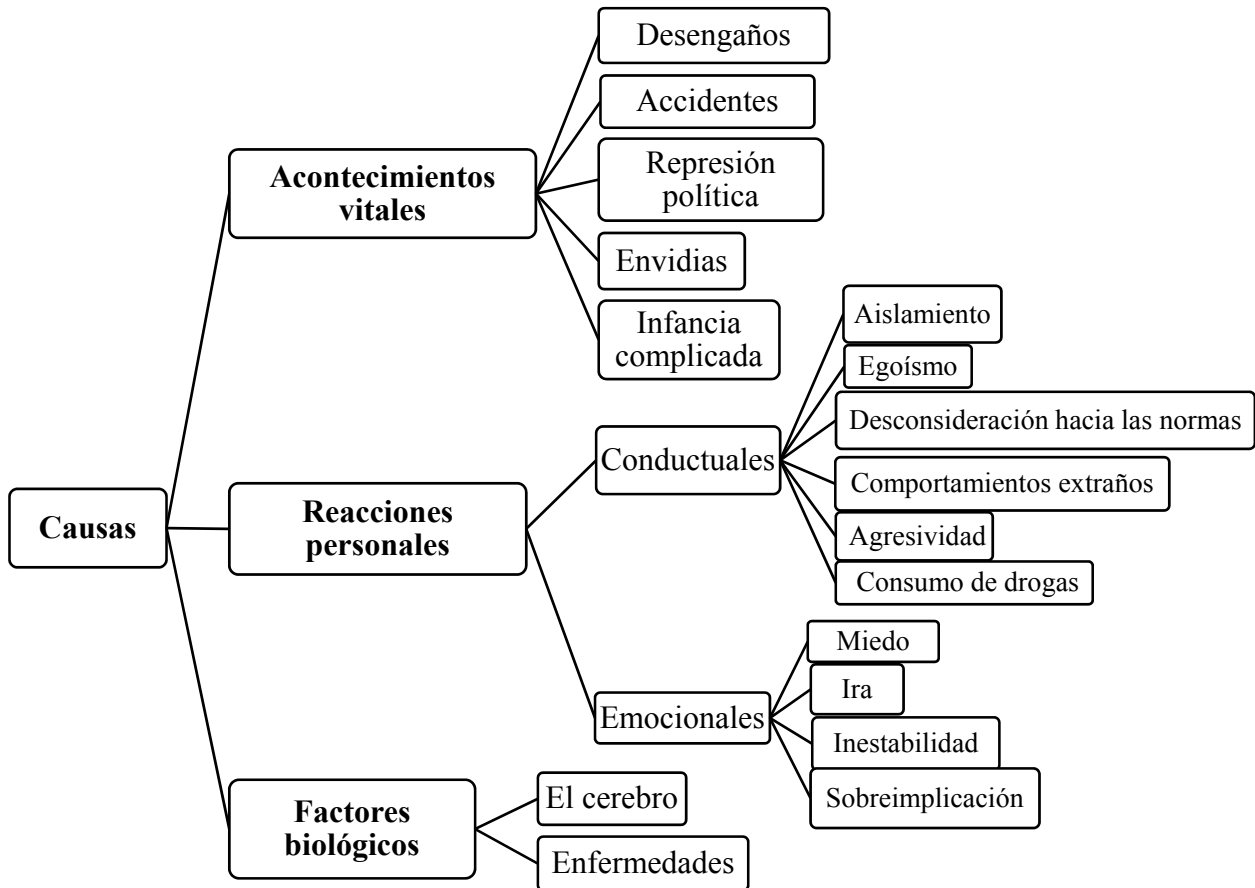 Causas
Acontecimientos
vitales
Desengaños
Accidentes
Represión
política
Envidias
Infancia
complicada
Reacciones
personales
Conductuales
Aislamiento
Egoísmo
Desconsideración hacia las normas
Comportamientos extraños
Agresividad
Consumo de drogas
Emocionales
Miedo
Ira
Inestabilidad
Sobreimplicación
Factores
biológicos
El cerebro
Enfermedades